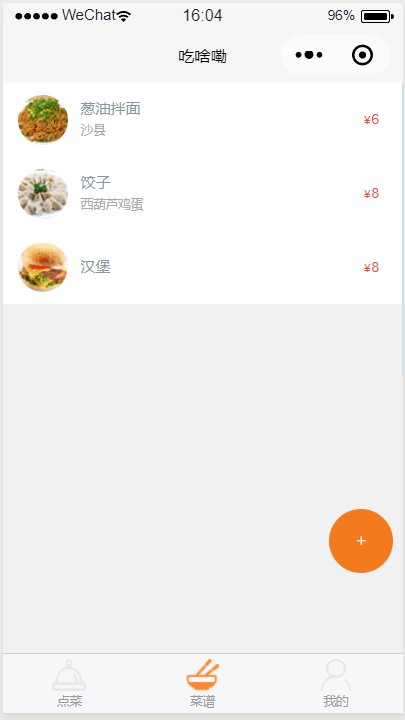 WeChat 16:04 96%
吃啥嘞
葱油拌面
沙县
¥6
饺子
西葫芦鸡蛋
¥8
汉堡
¥8
+
点菜 菜谱 我的